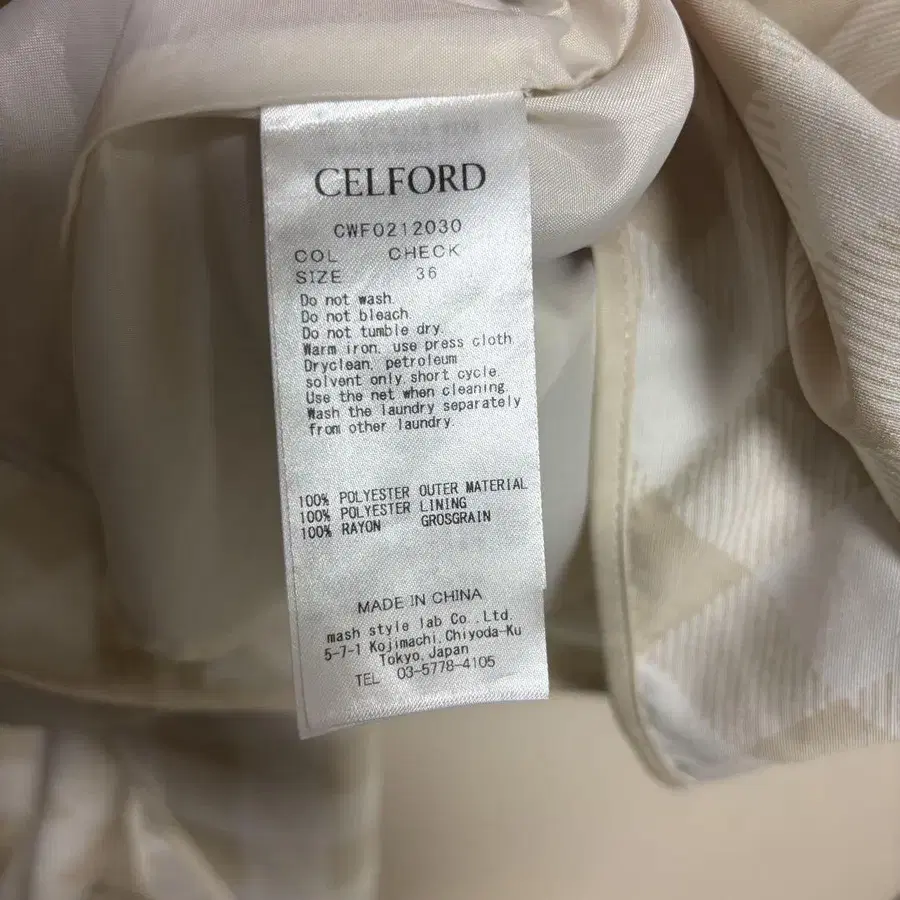 CELFORD
CWF0212030
COL CHECK
SIZE 36
Do not wash.
Do not bleach
Do not tumble dry.
Warm iron, use press cloth
Dryclean, petroleum
solvent only, short cycle.
Use the net when cleaning.
Wash the laundry separately
from other laundry.
100% POLYESTER OUTER MATERIAL
100% POLYESTER LINING
100% RAYON GROSGRAIN
MADE IN CHINA
mash style lab Co., Ltd.
5-7-1 Kojimachi, Chiyoda-Ku
Tokyo, Japan
TEL 03-5778-4105